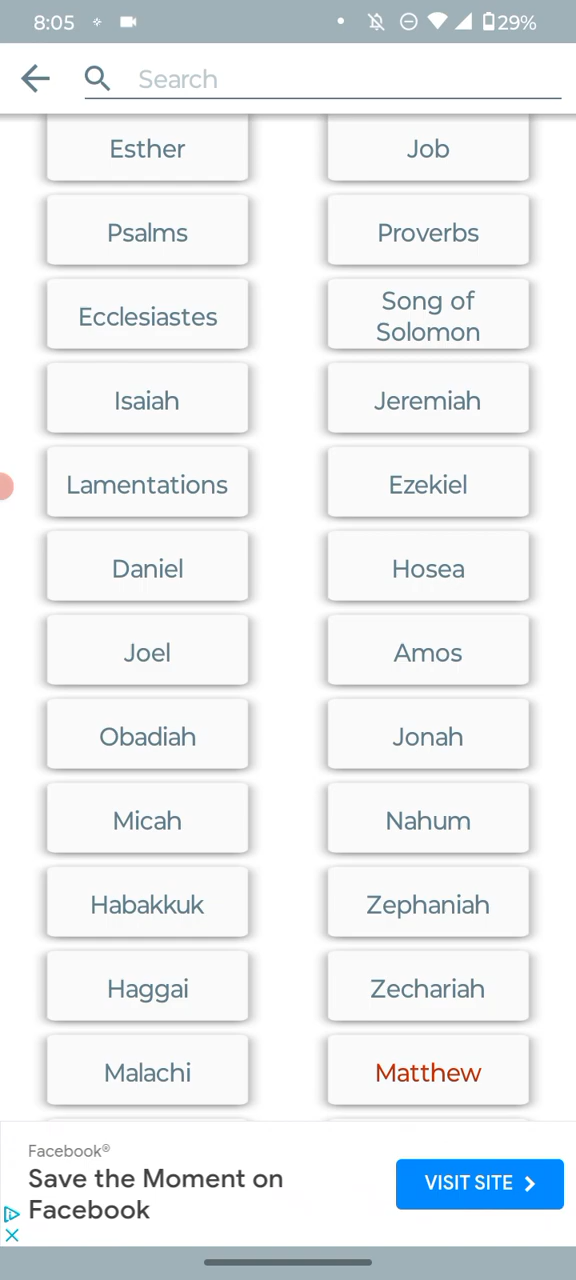 8:05
29%
Search
Esther
Job
Psalms
Proverbs
Ecclesiastes
Song of
Solomon
Isaiah
Jeremiah
Lamentations
Ezekiel
Daniel
Hosea
Joel
Amos
Obadiah
Jonah
Micah
Nahum
Habakkuk
Zephaniah
Haggai
Zechariah
Malachi
Matthew
Facebook®
Save the Moment on
Facebook
VISIT SITE